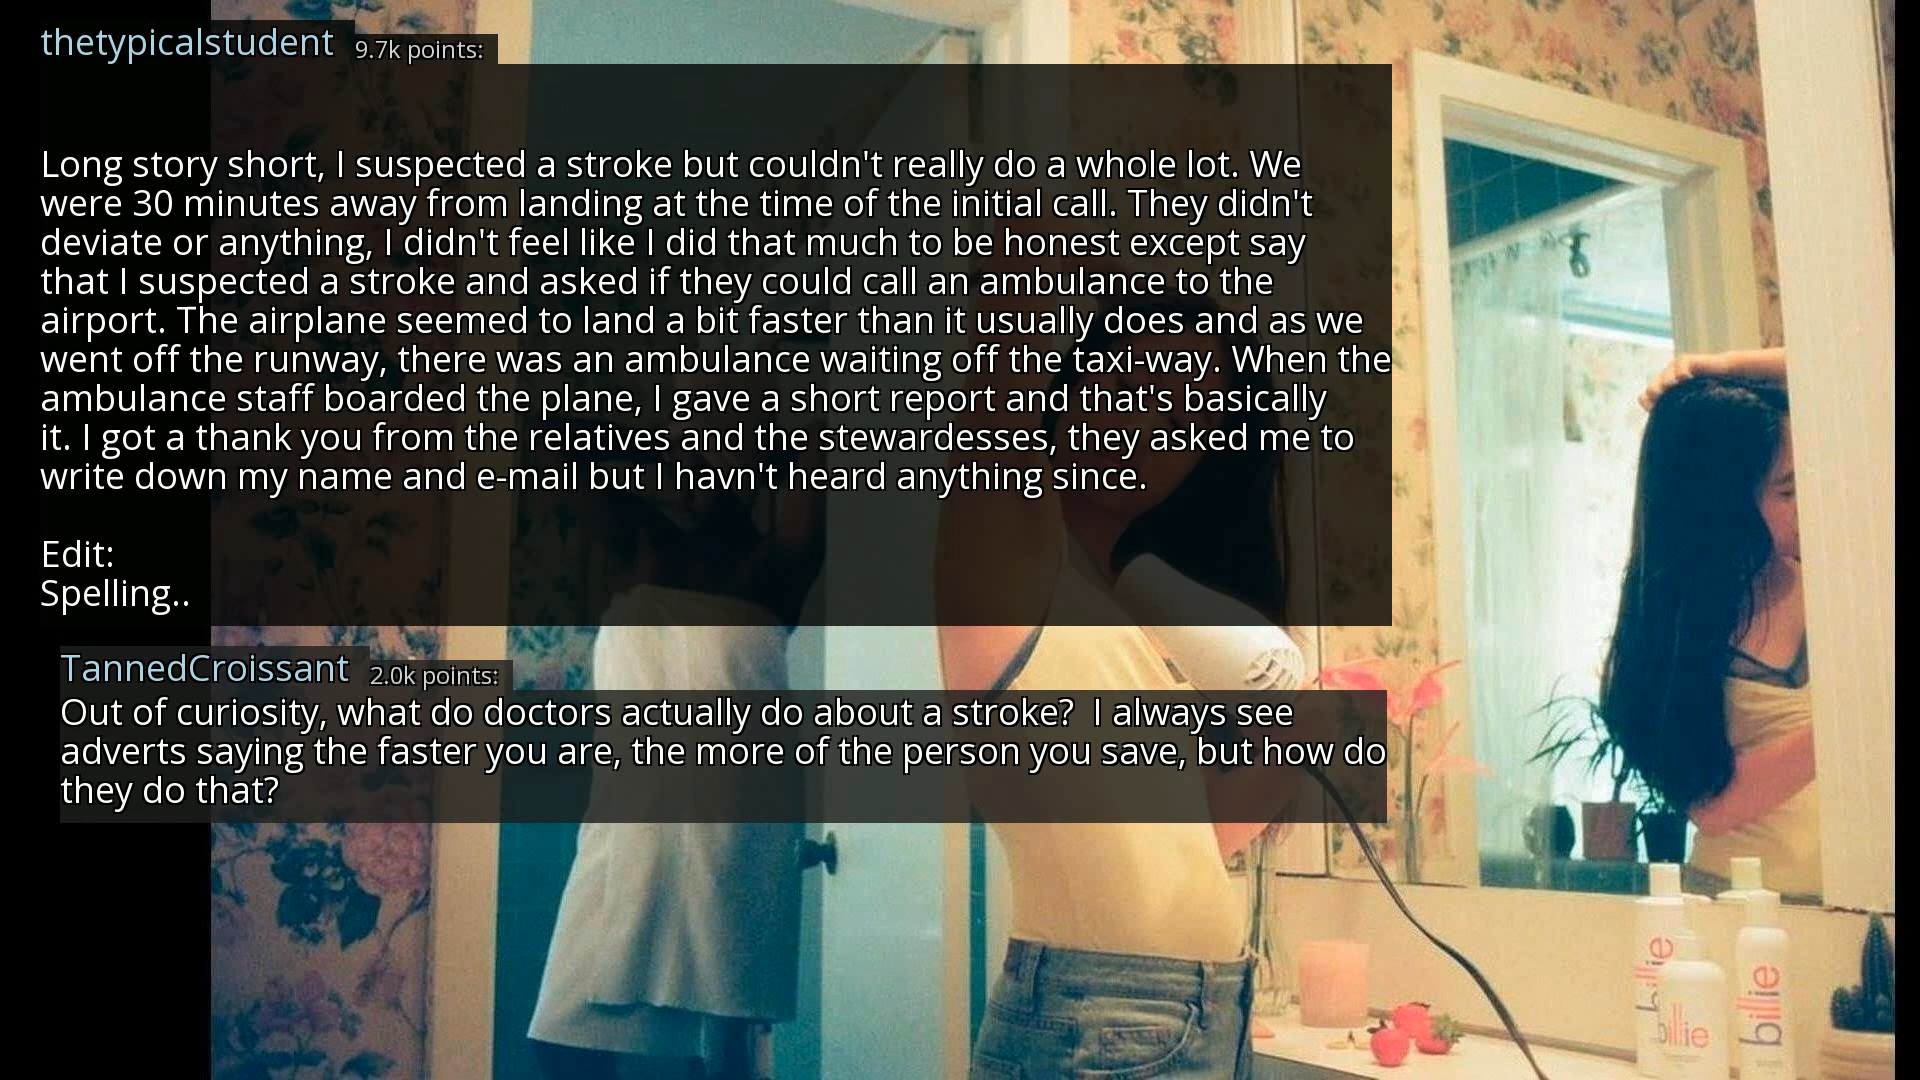 thetypicalstudent 9.7k points:
Long story short, I suspected a stroke but couldn't really do a whole lot. We
were 30 minutes away from landing at the time of the initial call. They didn't
deviate or anything, I didn't feel like I did that much to be honest except say
that I suspected a stroke and asked if they could call an ambulance to the
airport. The airplane seemed to land a bit faster than it usually does and as we
went off the runway, there was an ambulance waiting off the taxi-way. When the
ambulance staff boarded the plane, I gave a short report and that's basically
it. I got a thank you from the relatives and the stewardesses, they asked me to
write down my name and e-mail but I havn't heard anything since.
Edit:
Spelling..
TannedCroissant 2.0k points:
Out of curiosity, what do doctors actually do about a stroke?  I always see
adverts saying the faster you are, the more of the person you save, but how do
they do that?
billie
billie
billie